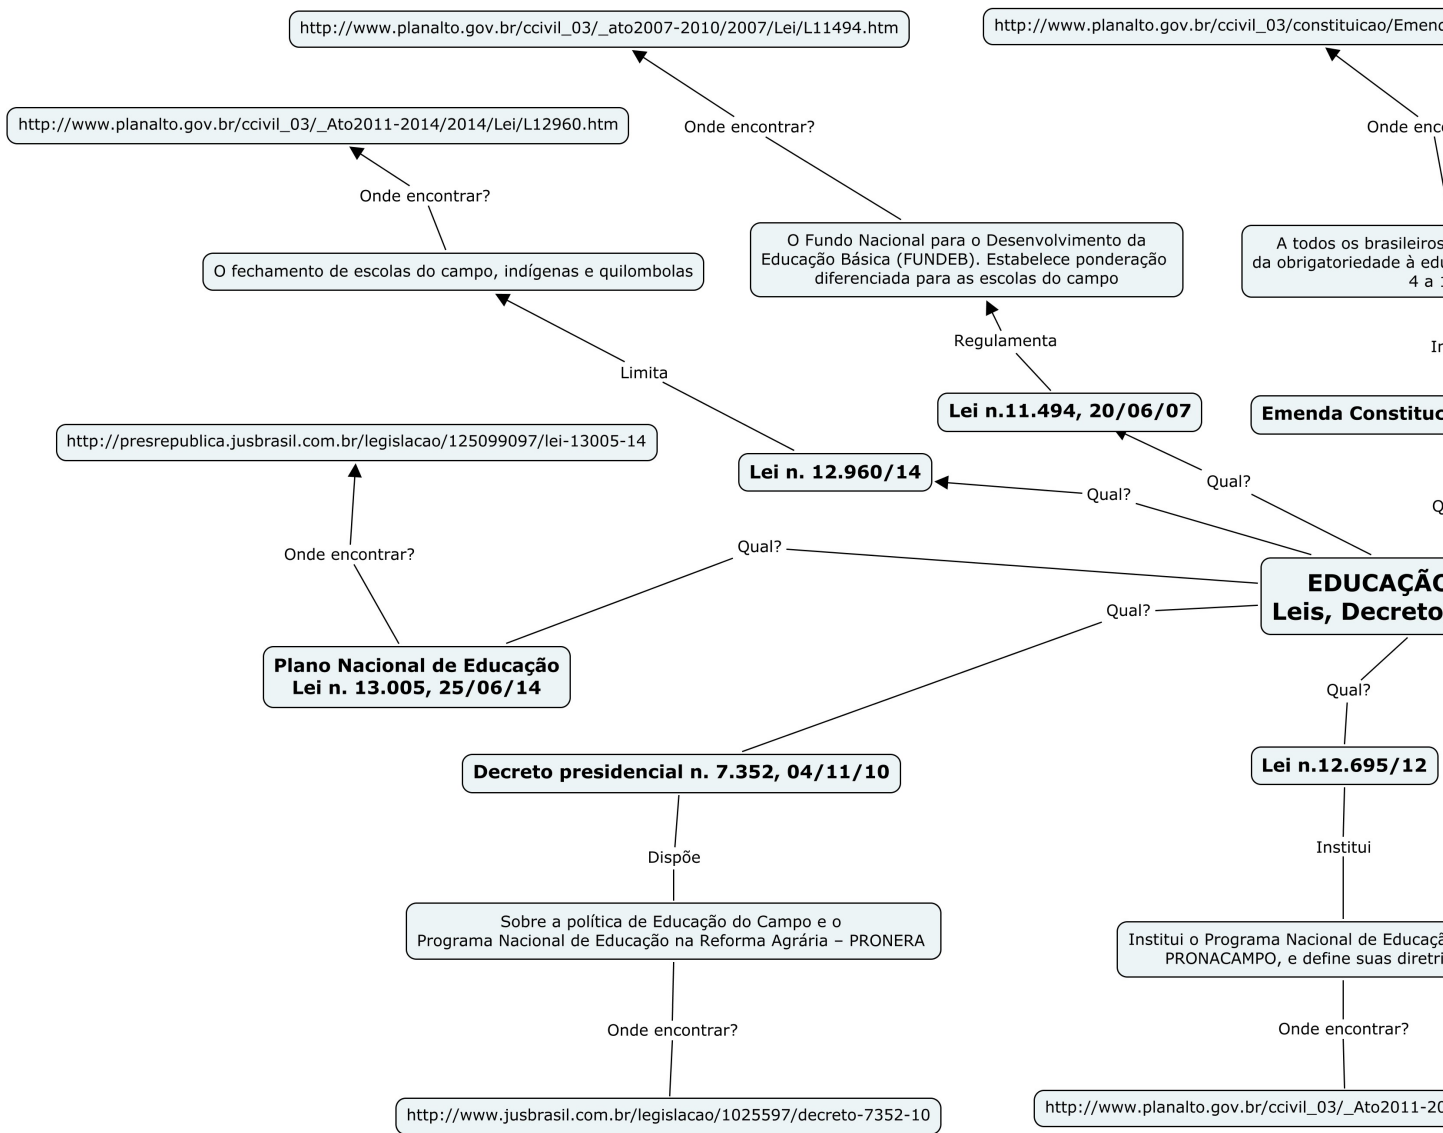 http://www.planalto.gov.br/ccivil_03/_ato2007-2010/2007/Lei/L11494.htm
http://www.planalto.gov.br/ccivil_03/constituicao/Emend
http://www.planalto.gov.br/ccivil_03/_Ato2011-2014/2014/Lei/L12960.htm
Onde encontrar?
Onde enco
Onde encontrar?
O fechamento de escolas do campo, indígenas e quilombolas
O Fundo Nacional para o Desenvolvimento da
Educação Básica (FUNDEB). Estabelece ponderação
diferenciada para as escolas do campo
A todos os brasileiros
da obrigatoriedade à edu
4 a
Regulamenta
Limita
Lei n.11.494, 20/06/07
Emenda Constituc
http://presrepublica.jusbrasil.com.br/legislacao/125099097/lei-13005-14
Lei n. 12.960/14
Qual?
Qual?
Onde encontrar?
Qual?
EDUCAÇÃO
Leis, Decreto
Qual?
Plano Nacional de Educação
Lei n. 13.005, 25/06/14
Qual?
Decreto presidencial n. 7.352, 04/11/10
Lei n.12.695/12
Dispõe
Institui
Sobre a política de Educação do Campo e o
Programa Nacional de Educação na Reforma Agrária – PRONERA
Institui o Programa Nacional de Educaçã
PRONACAMPO, e define suas diretri
Onde encontrar?
Onde encontrar?
http://www.jusbrasil.com.br/legislacao/1025597/decreto-7352-10
http://www.planalto.gov.br/ccivil_03/_Ato2011-20